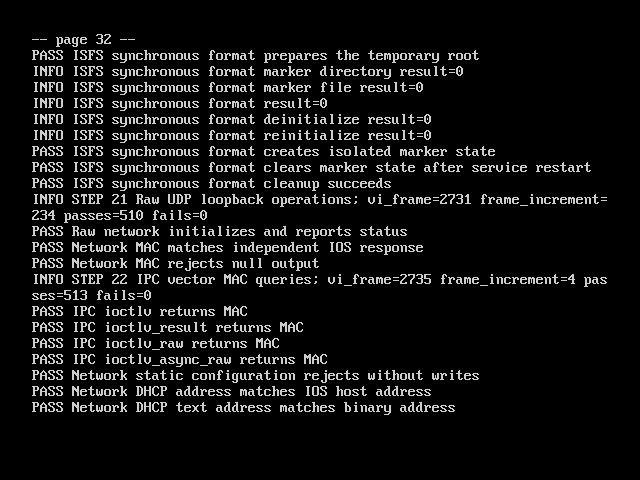 -- page 32 --
PASS ISFS synchronous format prepares the temporary root
INFO ISFS synchronous format marker directory result=0
INFO ISFS synchronous format marker file result=0
INFO ISFS synchronous format result=0
INFO ISFS synchronous format deinitialize result=0
INFO ISFS synchronous format reinitialize result=0
PASS ISFS synchronous format creates isolated marker state
PASS ISFS synchronous format clears marker state after service restart
PASS ISFS synchronous format cleanup succeeds
INFO STEP 21 Raw UDP loopback operations; vi_frame=2731 frame_increment=
234 passes=510 fails=0
PASS Raw network initializes and reports status
PASS Network MAC matches independent IOS response
PASS Network MAC rejects null output
INFO STEP 22 IPC vector MAC queries; vi_frame=2735 frame_increment=4 pas
ses=513 fails=0
PASS IPC ioctlv returns MAC
PASS IPC ioctlv_result returns MAC
PASS IPC ioctlv_raw returns MAC
PASS IPC ioctlv_async_raw returns MAC
PASS Network static configuration rejects without writes
PASS Network DHCP address matches IOS host address
PASS Network DHCP text address matches binary address